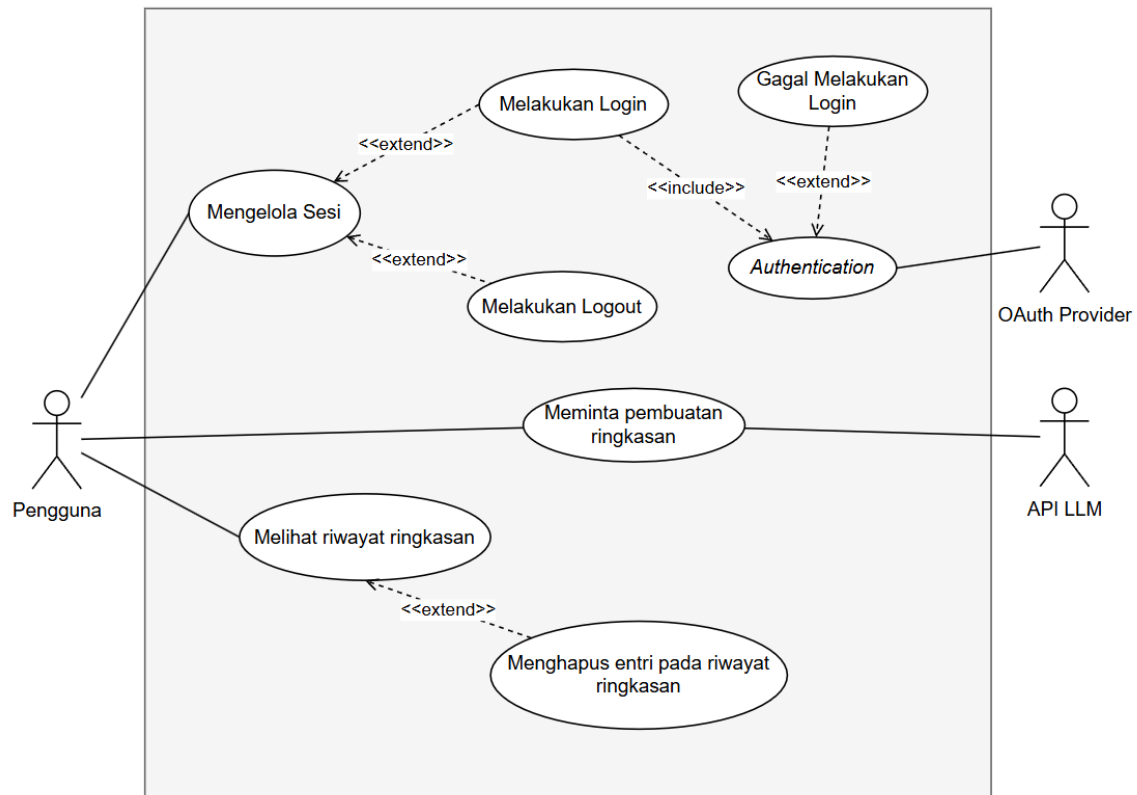 Gagal Melakukan
Login
Melakukan Login
<<extend>>
<<include>>
<<extend>>
Mengelola Sesi
<<extend>>
Authentication
Melakukan Logout
OAuth Provider
Meminta pembuatan
ringkasan
Pengguna
API LLM
Melihat riwayat ringkasan
<<extend>>
Menghapus entri pada riwayat
ringkasan